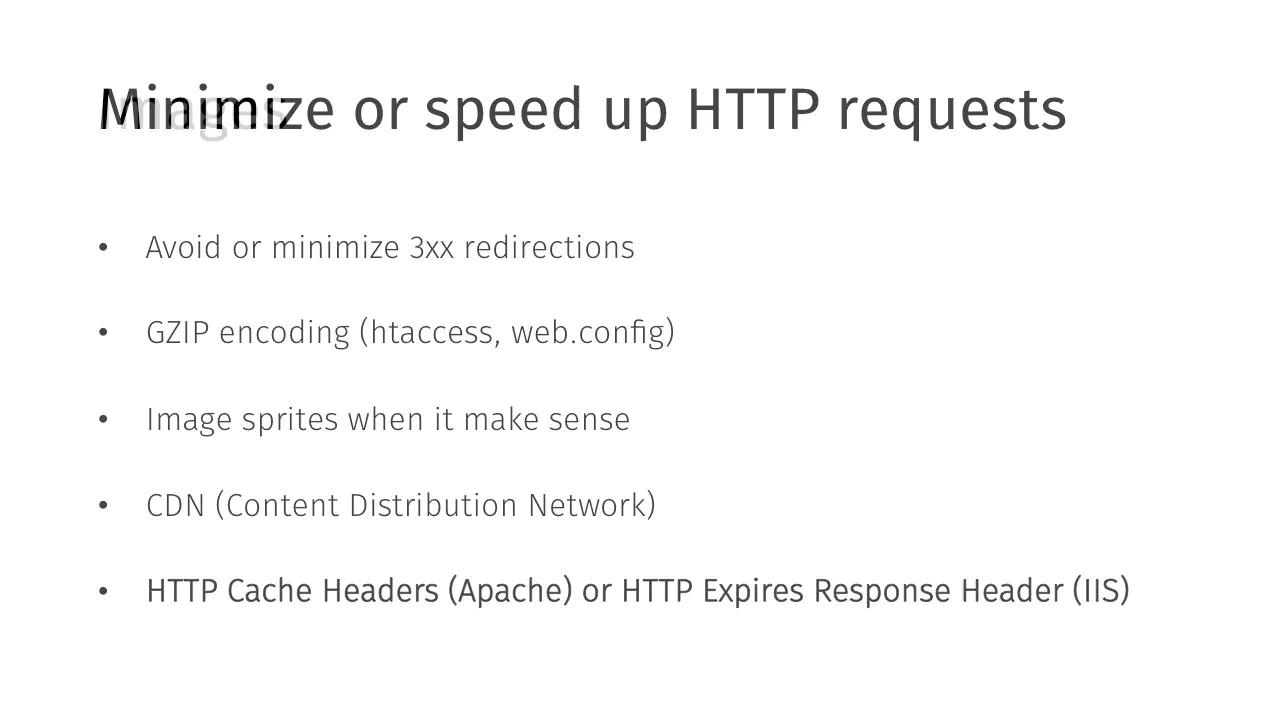 Minimize or speed up HTTP requests
Images
• Avoid or minimize 3xx redirections
• GZIP encoding (htaccess, web.config)
• Image sprites when it make sense
• CDN (Content Distribution Network)
• HTTP Cache Headers (Apache) or HTTP Expires Response Header (IIS)